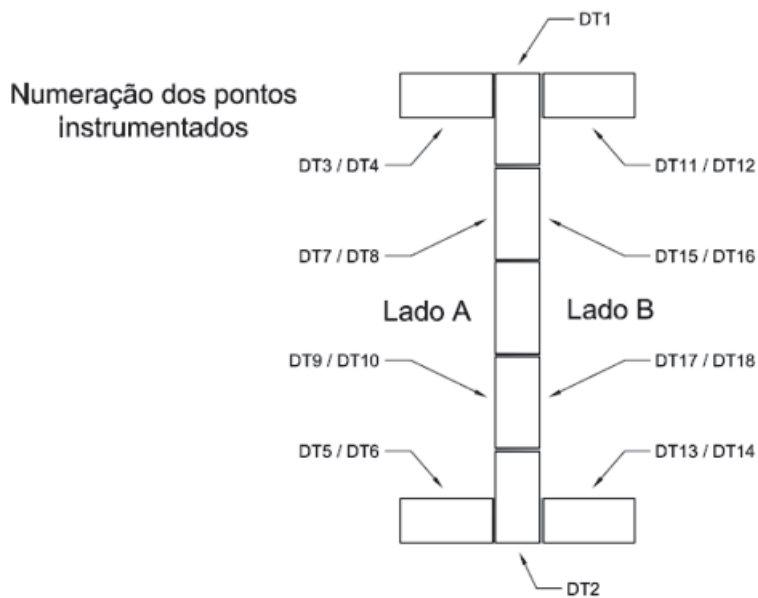 DT1
Numeração dos pontos
instrumentados
DT3 / DT4
DT11 / DT12
DT7 / DT8
DT15 / DT16
Lado A
Lado B
DT9 / DT10
DT17 / DT18
DT5 / DT6
DT13 / DT14
DT2